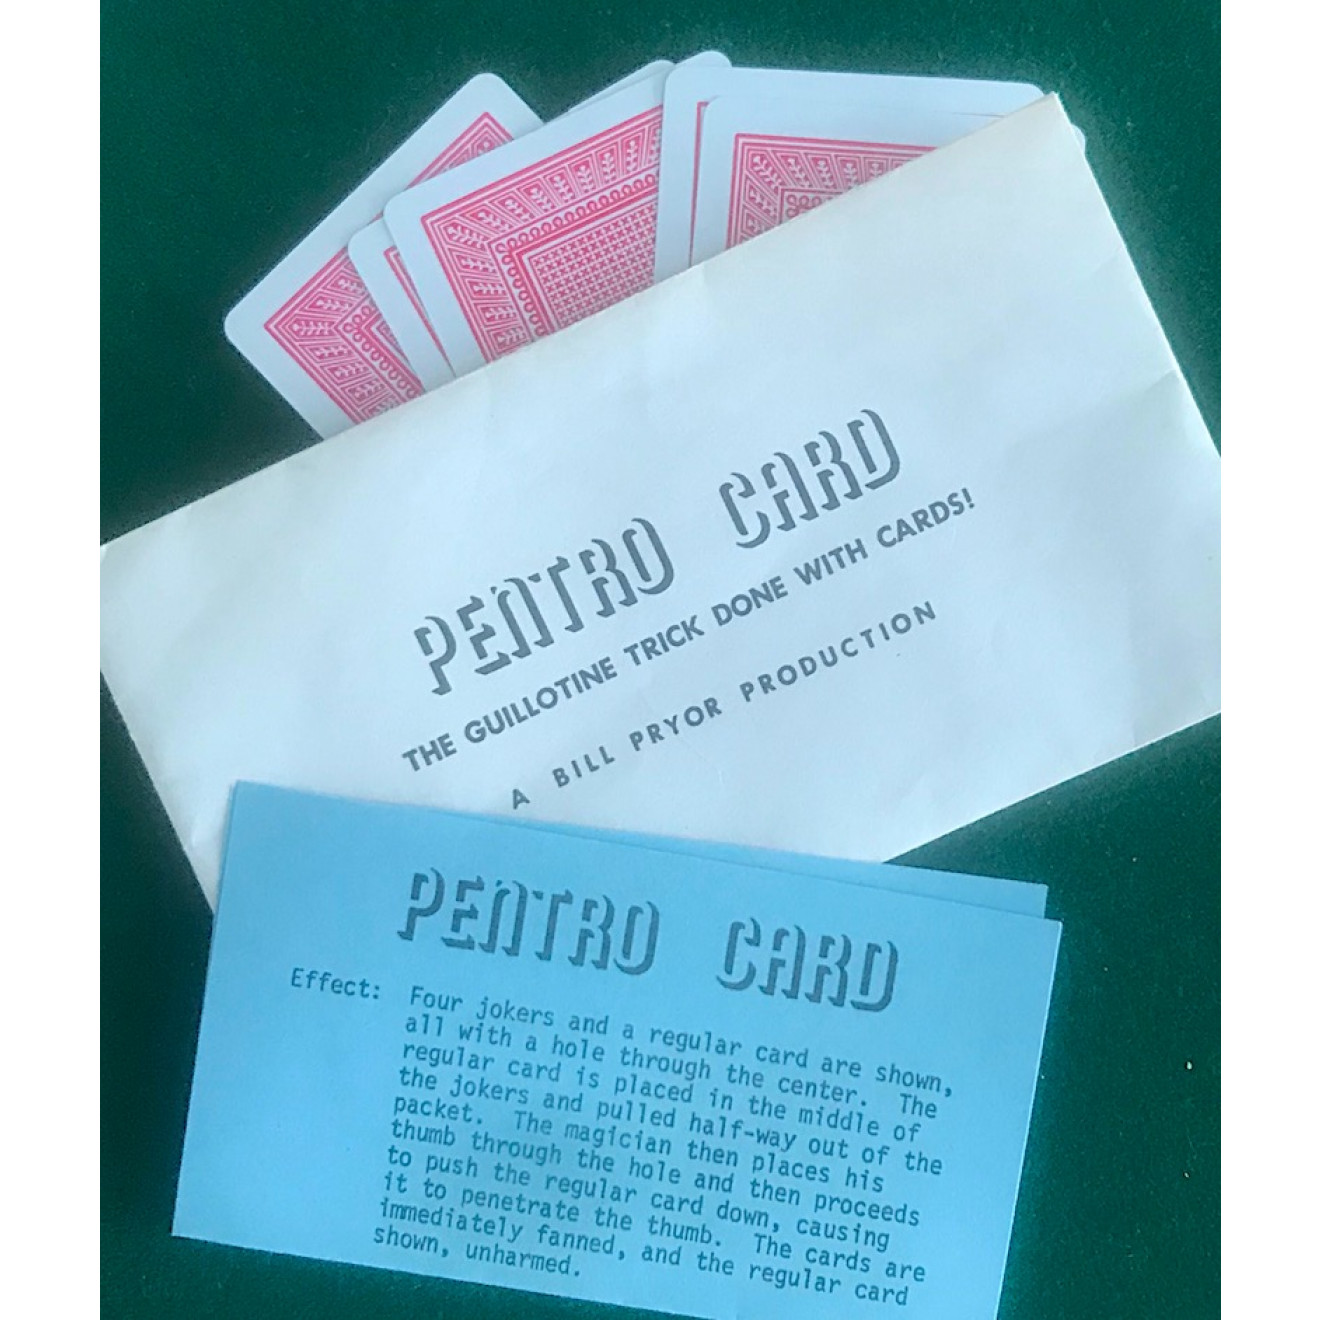 PENTRO CARD
THE GUILLOTINE TRICK DONE WITH CARDS!
A BILL PRYOR PRODUCTION
PENTRO CARD
Effect: Four jokers and a regular card are shown,
all with a hole through the center. The
regular card is placed in the middle of
the jokers and pulled half-way out of the
packet. The magician then places his
thumb through the hole and then proceeds
to push the regular card down, causing
it to penetrate the thumb. The cards are
immediately fanned, and the regular card
shown, unharmed.